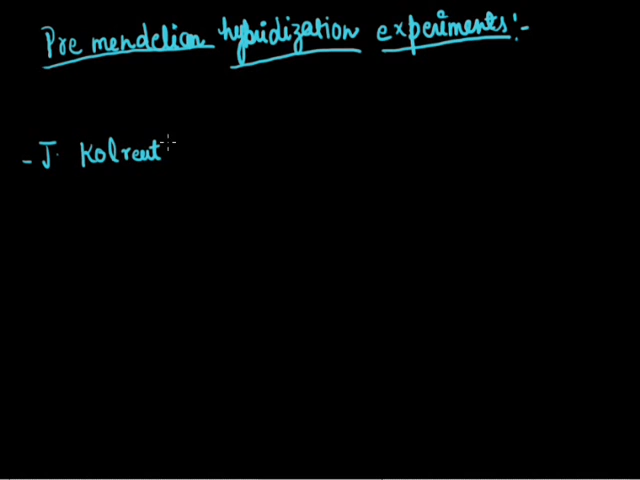 Pre mendelian hybridization experiments:-
- J. Kolreut